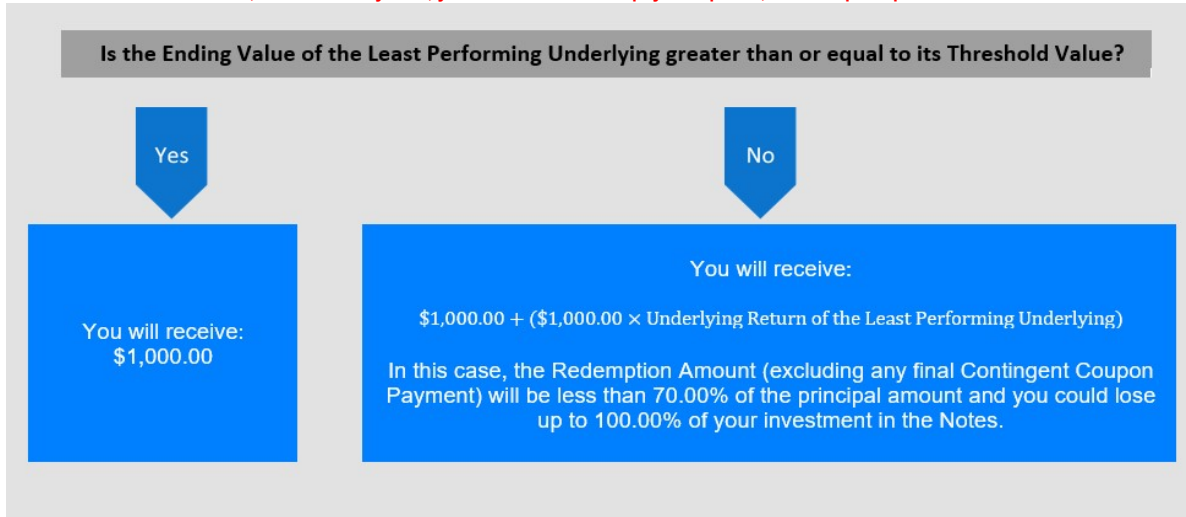 Is the Ending Value of the Least Performing Underlying greater than or equal to its Threshold Value?
Yes
No
You will receive:
$1,000.00
You will receive:
$1,000.00 + ($1,000.00 × Underlying Return of the Least Performing Underlying)
In this case, the Redemption Amount (excluding any final Contingent Coupon
Payment) will be less than 70.00% of the principal amount and you could lose
up to 100.00% of your investment in the Notes.